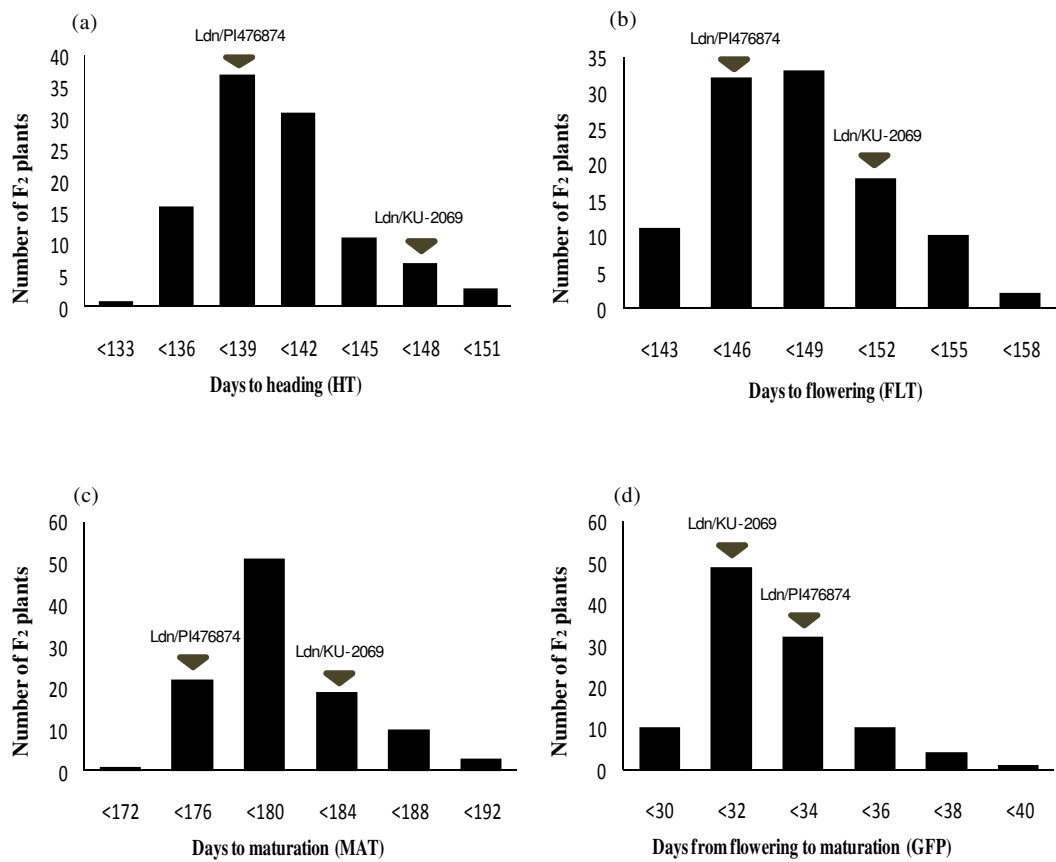 (a)
Ldn/PI476874
40
35
30
25
20
15
10
5
0
Ldn/KU-2069
Number of F2 plants
<133 <136 <139 <142 <145 <148 <151
Days to heading (HT)
(b)
Ldn/PI476874
35
30
25
20
15
10
5
0
Ldn/KU-2069
Number of F2 plants
<143 <146 <149 <152 <155 <158
Days to flowering (FLT)
(c)
60
50
40
30
20
10
0
Ldn/PI476874
Ldn/KU-2069
Number of F2 plants
<172 <176 <180 <184 <188 <192
Days to maturation (MAT)
(d)
60
50
40
30
20
10
0
Ldn/KU-2069
Ldn/PI476874
Number of F2 plants
<30 <32 <34 <36 <38 <40
Days from flowering to maturation (GFP)